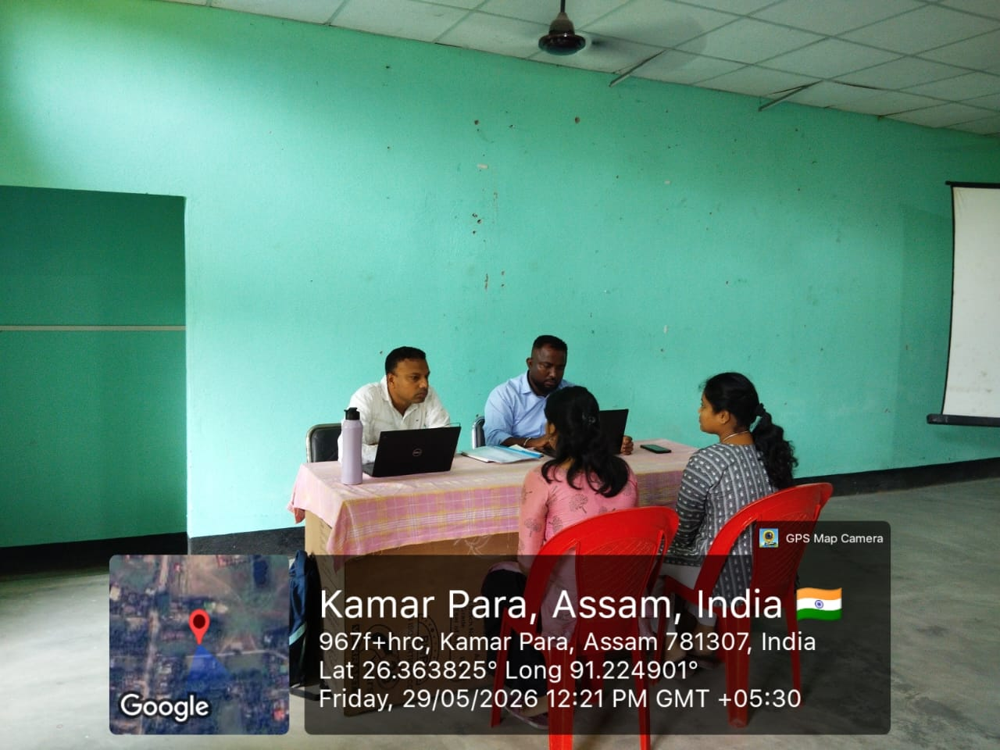 GPS Map Camera
Kamar Para, Assam, India
967f+hrc, Kamar Para, Assam 781307, India
Lat 26.363825° Long 91.224901°
Friday, 29/05/2026 12:21 PM GMT +05:30
Google
DELL